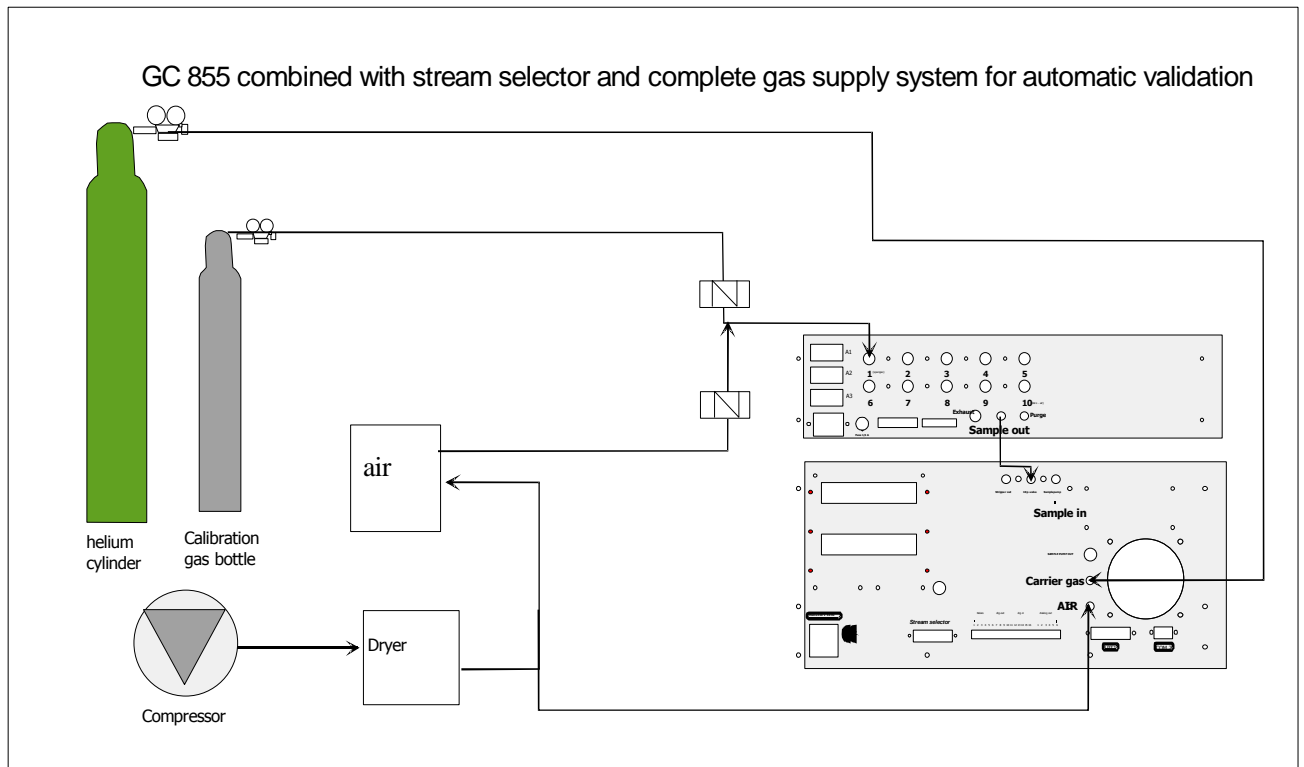 GC 855 combined with stream selector and complete gas supply system for automatic validation
helium
cylinder
Calibration
gas bottle
air
Compressor
Dryer
A1
A2
A3
1 2 3 4 5
6 7 8 9 10
Exhaust
Purge
Sample out
Sample in
Carrier gas
AIR
Stream selector